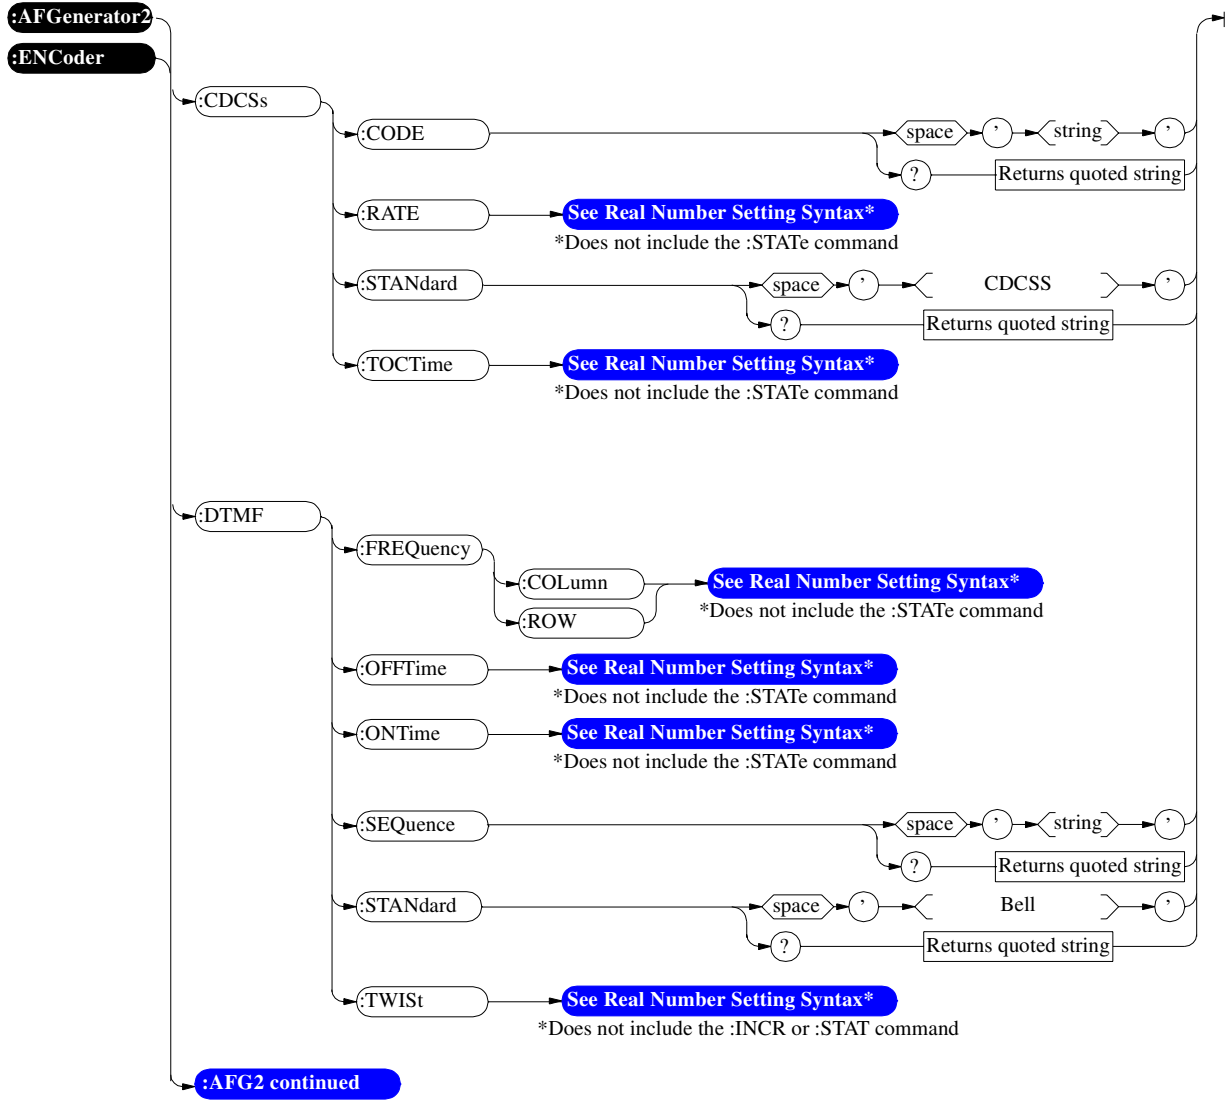 :AFGenerator2
:ENCoder
:CDCSs
:CODE space ’ string ’
? Returns quoted string
:RATE See Real Number Setting Syntax*
*Does not include the :STATe command
:STANdard space ’ CDCSS ’
? Returns quoted string
:TOCTime See Real Number Setting Syntax*
*Does not include the :STATe command
:DTMF
:FREQuency
:COLumn See Real Number Setting Syntax*
*Does not include the :STATe command
:ROW
:OFFTime See Real Number Setting Syntax*
*Does not include the :STATe command
:ONTime See Real Number Setting Syntax*
*Does not include the :STATe command
:SEQuence space ’ string ’
? Returns quoted string
:STANdard space ’ Bell ’
? Returns quoted string
:TWISt See Real Number Setting Syntax*
*Does not include the :INCR or :STAT command
:AFG2 continued